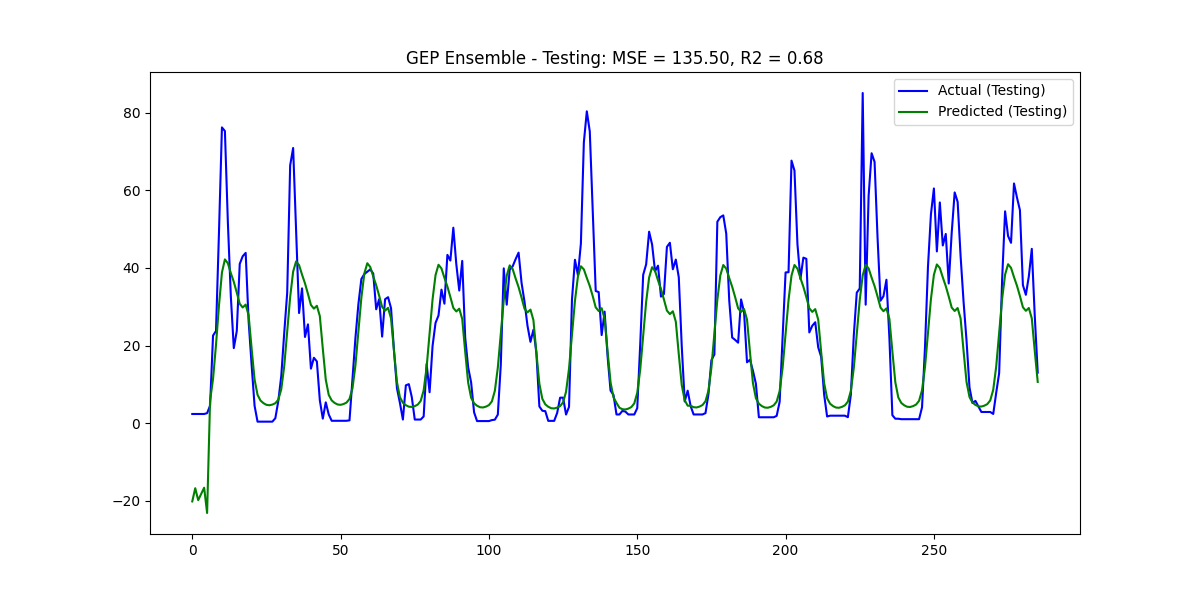 GEP Ensemble - Testing: MSE = 135.50, R2 = 0.68
Actual (Testing)
Predicted (Testing)
80
60
40
20
0
−20
0 50 100 150 200 250